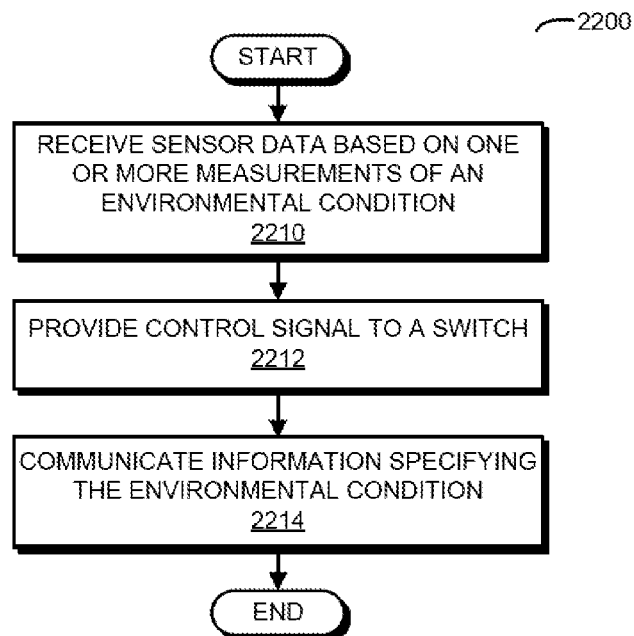 2200
START
RECEIVE SENSOR DATA BASED ON ONE
OR MORE MEASUREMENTS OF AN
ENVIRONMENTAL CONDITION
2210
PROVIDE CONTROL SIGNAL TO A SWITCH
2212
COMMUNICATE INFORMATION SPECIFYING
THE ENVIRONMENTAL CONDITION
2214
END